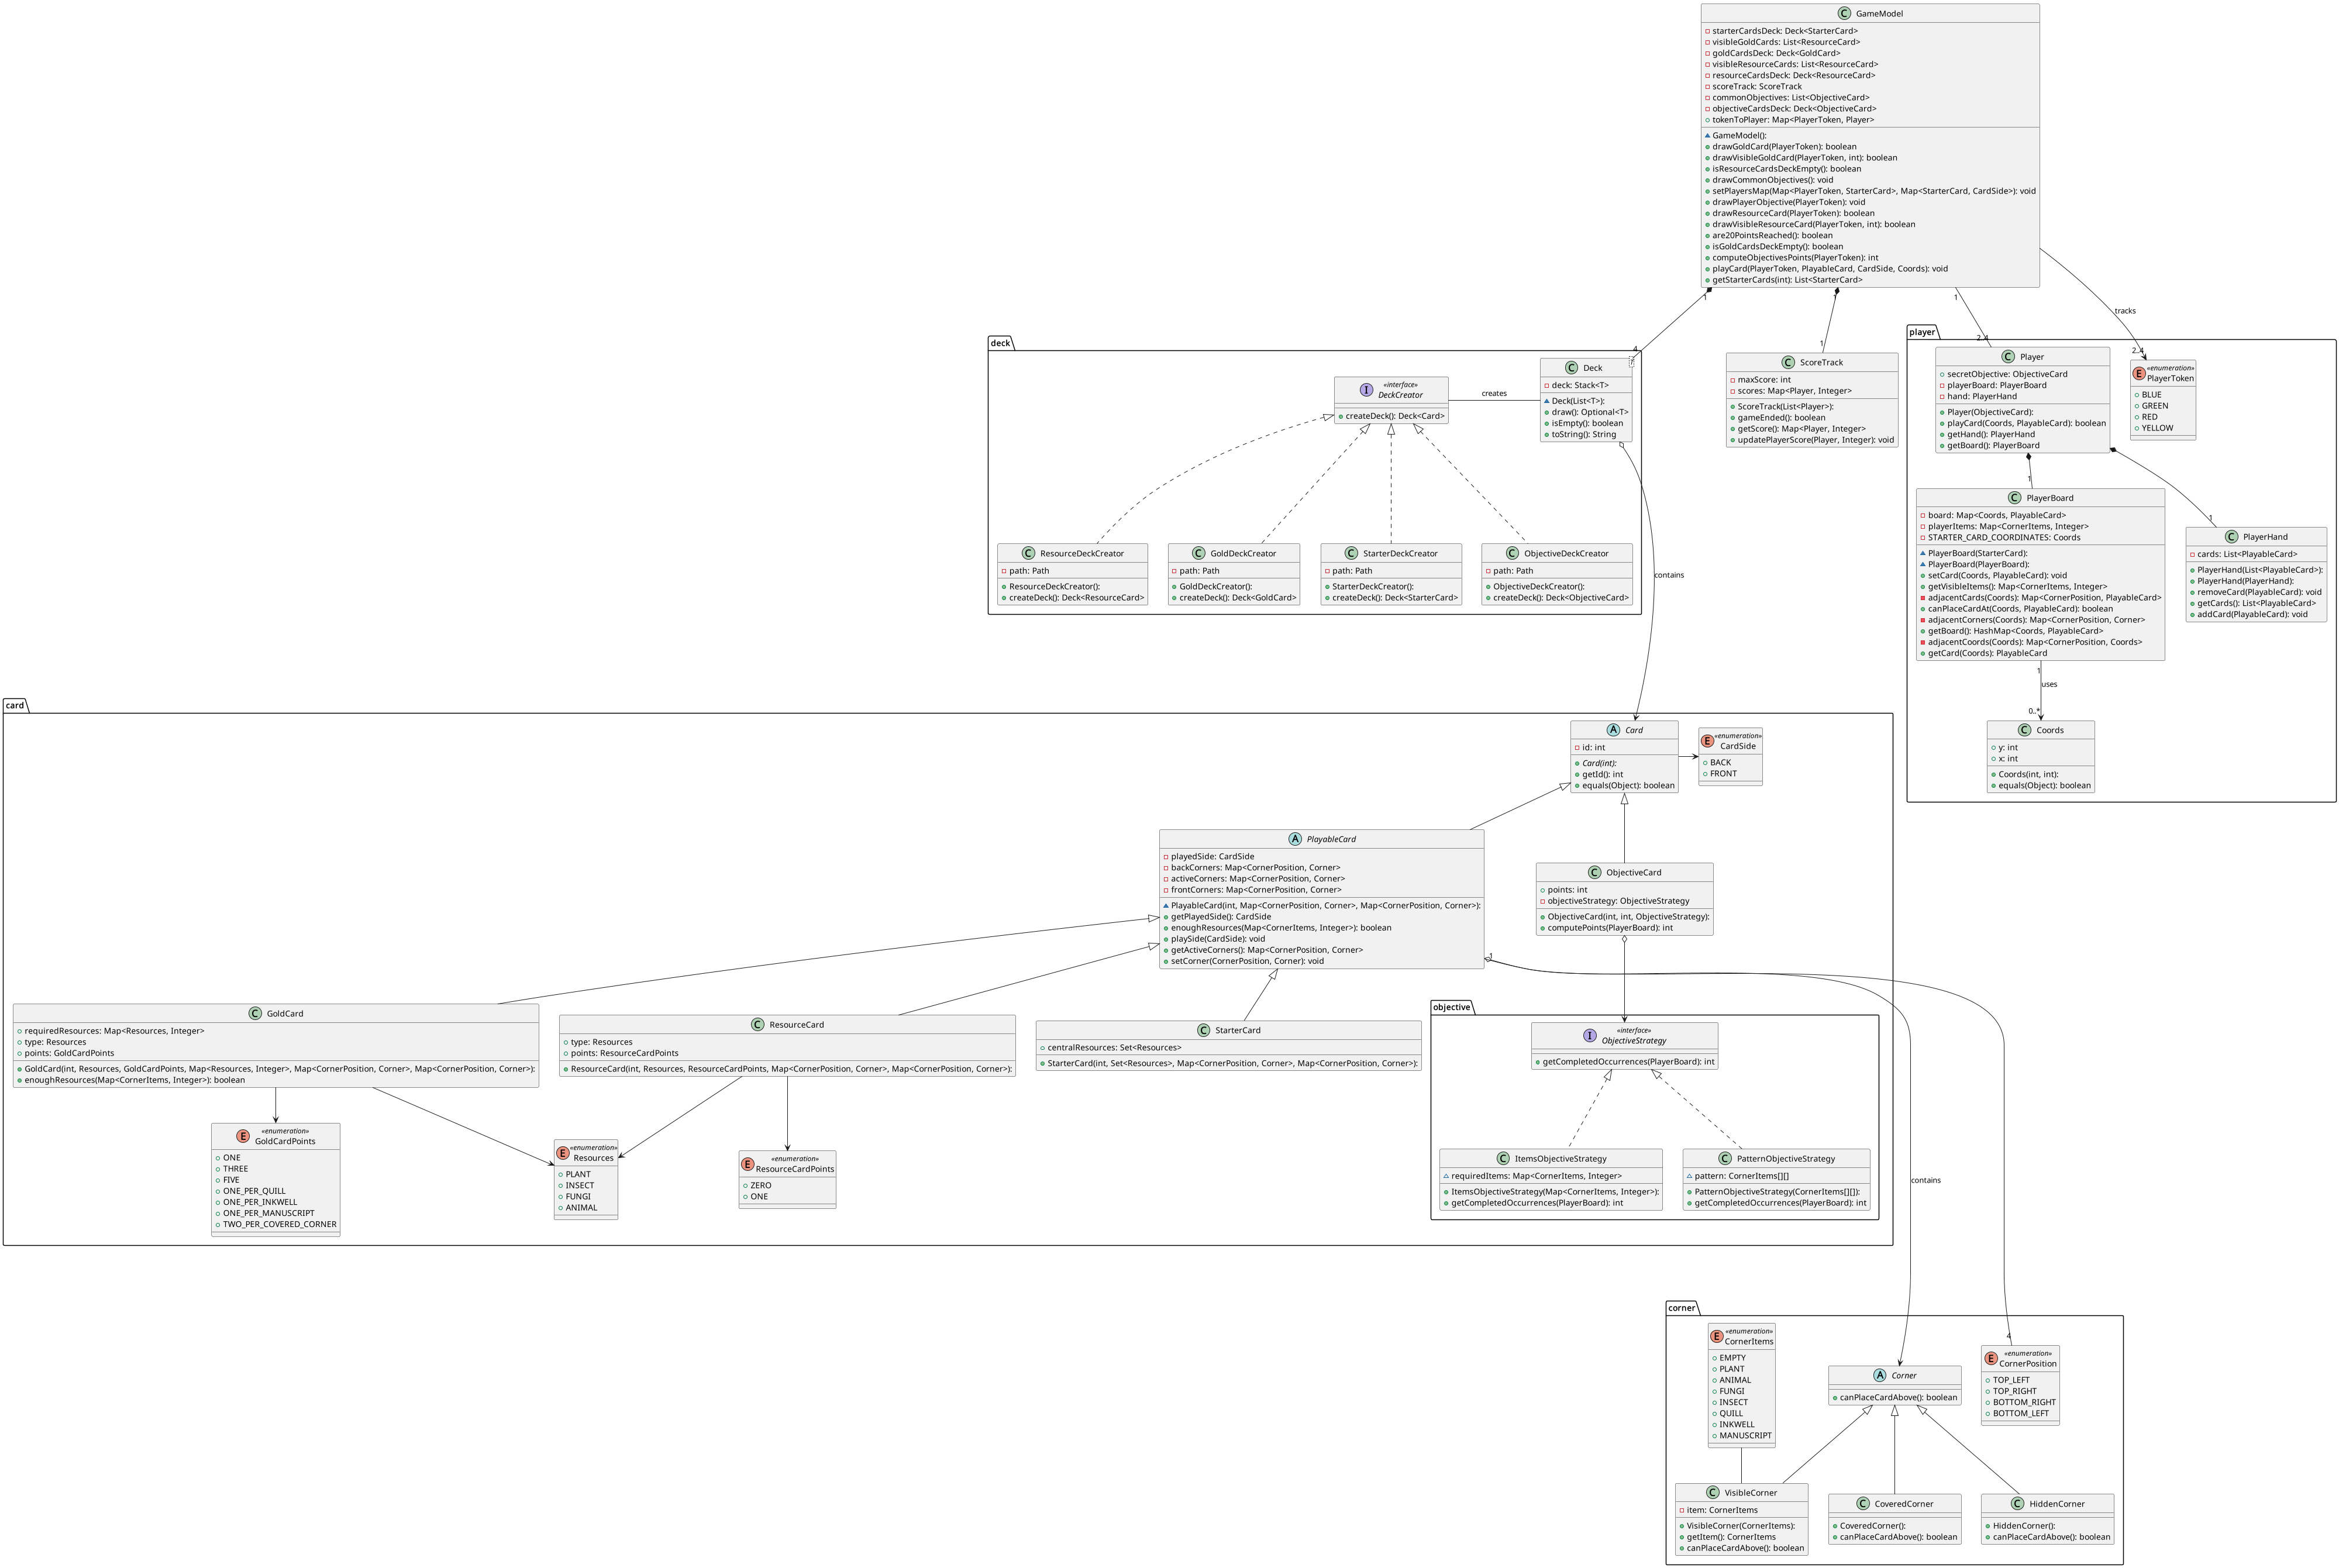 GameModel
starterCardsDeck: Deck<StarterCard>
visibleGoldCards: List<ResourceCard>
goldCardsDeck: Deck<GoldCard>
visibleResourceCards: List<ResourceCard>
resourceCardsDeck: Deck<ResourceCard>
scoreTrack: ScoreTrack
commonObjectives: List<ObjectiveCard>
objectiveCardsDeck: Deck<ObjectiveCard>
tokenToPlayer: Map<PlayerToken, Player>
GameModel():
drawGoldCard(PlayerToken): boolean
drawVisibleGoldCard(PlayerToken, int): boolean
isResourceCardsDeckEmpty(): boolean
drawCommonObjectives(): void
setPlayersMap(Map<PlayerToken, StarterCard>, Map<StarterCard, CardSide>): void
drawPlayerObjective(PlayerToken): void
drawResourceCard(PlayerToken): boolean
drawVisibleResourceCard(PlayerToken, int): boolean
are20PointsReached(): boolean
isGoldCardsDeckEmpty(): boolean
computeObjectivesPoints(PlayerToken): int
playCard(PlayerToken, PlayableCard, CardSide, Coords): void
getStarterCards(int): List<StarterCard>
1
1
1
tracks
4
1
2..4
2..4
deck
«interface»
DeckCreator
createDeck(): Deck<Card>
creates
Deck
deck: Stack<T>
Deck(List<T>):
draw(): Optional<T>
isEmpty(): boolean
toString(): String
ResourceDeckCreator
path: Path
ResourceDeckCreator():
createDeck(): Deck<ResourceCard>
GoldDeckCreator
path: Path
GoldDeckCreator():
createDeck(): Deck<GoldCard>
StarterDeckCreator
path: Path
StarterDeckCreator():
createDeck(): Deck<StarterCard>
ObjectiveDeckCreator
path: Path
ObjectiveDeckCreator():
createDeck(): Deck<ObjectiveCard>
contains
ScoreTrack
maxScore: int
scores: Map<Player, Integer>
ScoreTrack(List<Player>):
gameEnded(): boolean
getScore(): Map<Player, Integer>
updatePlayerScore(Player, Integer): void
player
Player
secretObjective: ObjectiveCard
playerBoard: PlayerBoard
hand: PlayerHand
Player(ObjectiveCard):
playCard(Coords, PlayableCard): boolean
getHand(): PlayerHand
getBoard(): PlayerBoard
«enumeration»
PlayerToken
BLUE
GREEN
RED
YELLOW
1
1
PlayerBoard
board: Map<Coords, PlayableCard>
playerItems: Map<CornerItems, Integer>
STARTER_CARD_COORDINATES: Coords
PlayerBoard(StarterCard):
PlayerBoard(PlayerBoard):
setCard(Coords, PlayableCard): void
getVisibleItems(): Map<CornerItems, Integer>
adjacentCards(Coords): Map<CornerPosition, PlayableCard>
canPlaceCardAt(Coords, PlayableCard): boolean
adjacentCorners(Coords): Map<CornerPosition, Corner>
getBoard(): HashMap<Coords, PlayableCard>
adjacentCoords(Coords): Map<CornerPosition, Coords>
getCard(Coords): PlayableCard
PlayerHand
cards: List<PlayableCard>
PlayerHand(List<PlayableCard>):
PlayerHand(PlayerHand):
removeCard(PlayableCard): void
getCards(): List<PlayableCard>
addCard(PlayableCard): void
1
uses
0..*
Coords
y: int
x: int
Coords(int, int):
equals(Object): boolean
card
Card
id: int
Card(int):
getId(): int
equals(Object): boolean
«enumeration»
CardSide
BACK
FRONT
PlayableCard
playedSide: CardSide
backCorners: Map<CornerPosition, Corner>
activeCorners: Map<CornerPosition, Corner>
frontCorners: Map<CornerPosition, Corner>
PlayableCard(int, Map<CornerPosition, Corner>, Map<CornerPosition, Corner>):
getPlayedSide(): CardSide
enoughResources(Map<CornerItems, Integer>): boolean
playSide(CardSide): void
getActiveCorners(): Map<CornerPosition, Corner>
setCorner(CornerPosition, Corner): void
1
ObjectiveCard
points: int
objectiveStrategy: ObjectiveStrategy
ObjectiveCard(int, int, ObjectiveStrategy):
computePoints(PlayerBoard): int
GoldCard
requiredResources: Map<Resources, Integer>
type: Resources
points: GoldCardPoints
GoldCard(int, Resources, GoldCardPoints, Map<Resources, Integer>, Map<CornerPosition, Corner>, Map<CornerPosition, Corner>):
enoughResources(Map<CornerItems, Integer>): boolean
ResourceCard
type: Resources
points: ResourceCardPoints
ResourceCard(int, Resources, ResourceCardPoints, Map<CornerPosition, Corner>, Map<CornerPosition, Corner>):
StarterCard
centralResources: Set<Resources>
StarterCard(int, Set<Resources>, Map<CornerPosition, Corner>, Map<CornerPosition, Corner>):
objective
«interface»
ObjectiveStrategy
getCompletedOccurrences(PlayerBoard): int
ItemsObjectiveStrategy
requiredItems: Map<CornerItems, Integer>
ItemsObjectiveStrategy(Map<CornerItems, Integer>):
getCompletedOccurrences(PlayerBoard): int
PatternObjectiveStrategy
pattern: CornerItems[][]
PatternObjectiveStrategy(CornerItems[][]):
getCompletedOccurrences(PlayerBoard): int
«enumeration»
GoldCardPoints
ONE
THREE
FIVE
ONE_PER_QUILL
ONE_PER_INKWELL
ONE_PER_MANUSCRIPT
TWO_PER_COVERED_CORNER
«enumeration»
Resources
PLANT
INSECT
FUNGI
ANIMAL
«enumeration»
ResourceCardPoints
ZERO
ONE
contains
4
corner
«enumeration»
CornerItems
EMPTY
PLANT
ANIMAL
FUNGI
INSECT
QUILL
INKWELL
MANUSCRIPT
Corner
canPlaceCardAbove(): boolean
«enumeration»
CornerPosition
TOP_LEFT
TOP_RIGHT
BOTTOM_RIGHT
BOTTOM_LEFT
VisibleCorner
item: CornerItems
VisibleCorner(CornerItems):
getItem(): CornerItems
canPlaceCardAbove(): boolean
CoveredCorner
CoveredCorner():
canPlaceCardAbove(): boolean
HiddenCorner
HiddenCorner():
canPlaceCardAbove(): boolean